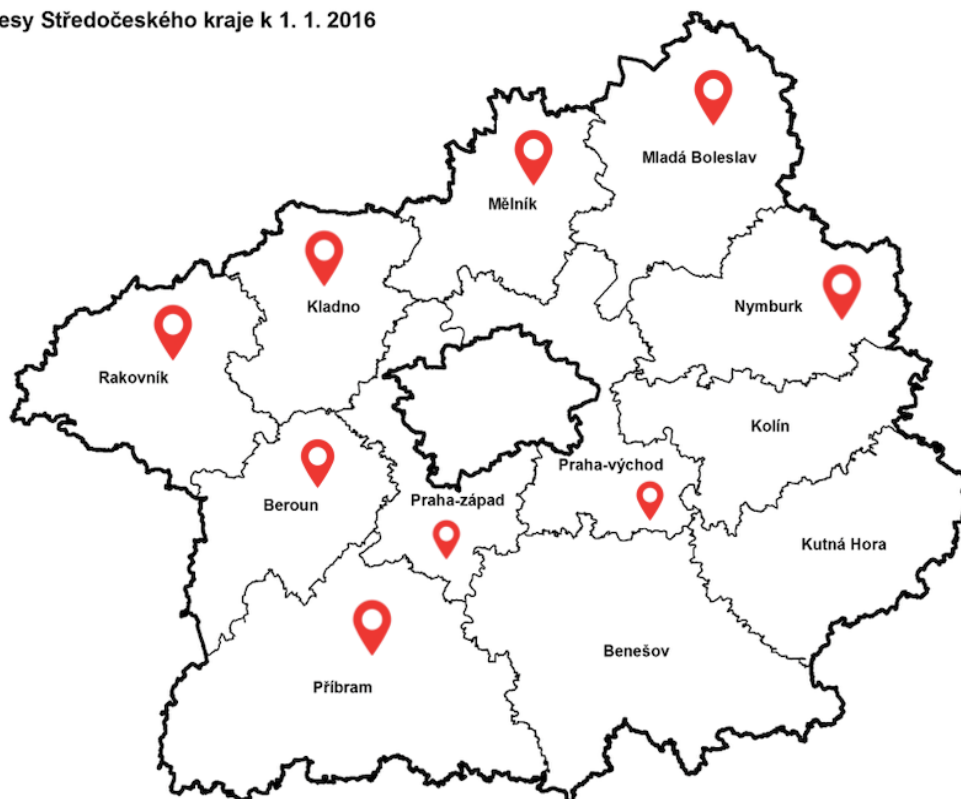 esy Středočeského kraje k 1. 1. 2016
Mladá Boleslav
Mělník
Kladno
Nymburk
Rakovník
Kolín
Praha-východ
Beroun
Praha-západ
Kutná Hora
Benešov
Příbram